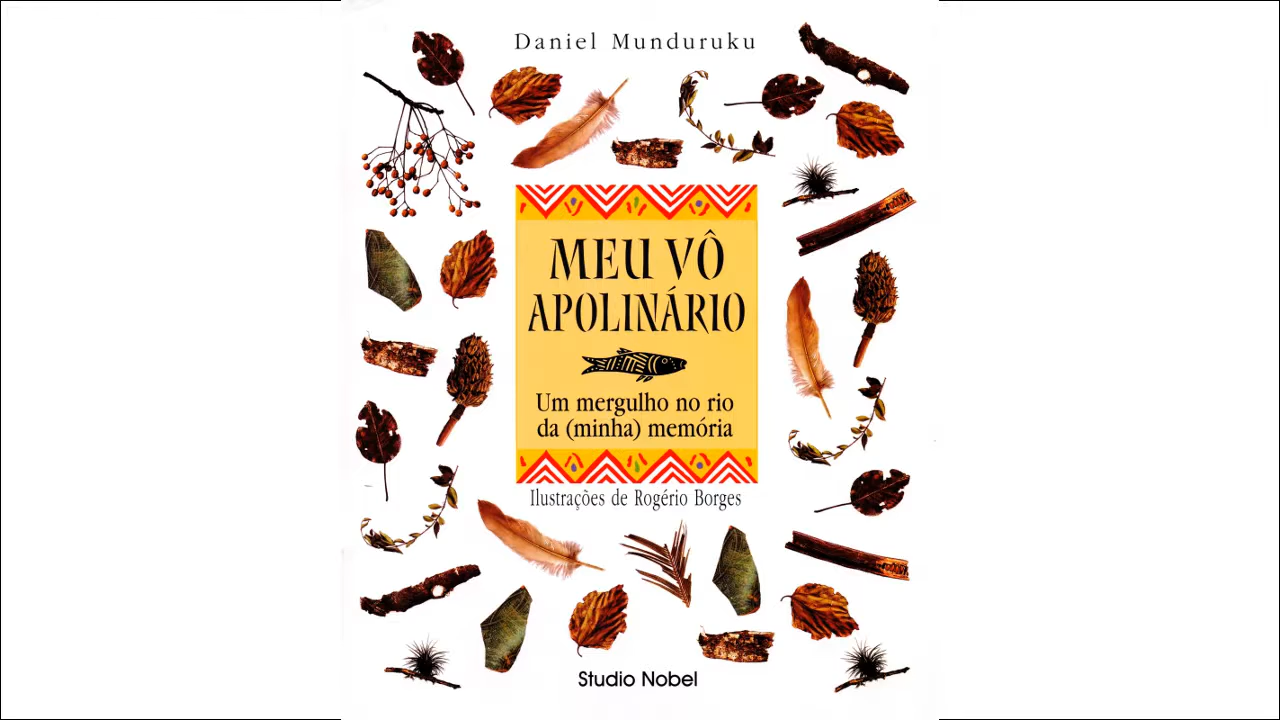 Daniel Munduruku
MEU VÔ
APOLINÁRIO
Um mergulho no rio
da (minha) memória
Ilustrações de Rogério Borges
Studio Nobel